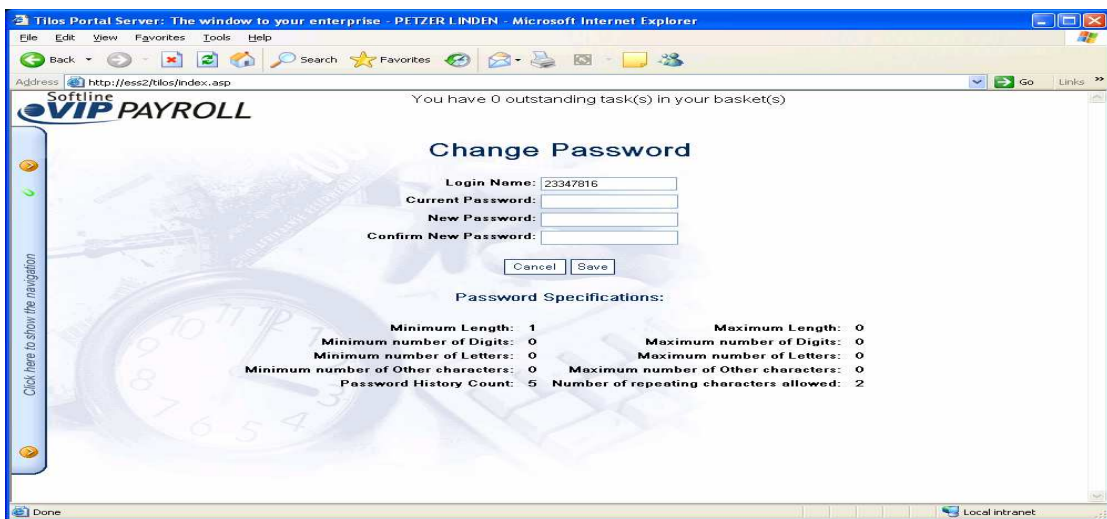 Tilos Portal Server: The window to your enterprise - PETZER LINDEN - Microsoft Internet Explorer
File Edit View Favorites Tools Help
Back Search Favorites
Address http://ess2/tilos/index.asp Go Links »
Softline
VIP PAYROLL
You have 0 outstanding task(s) in your basket(s)
Change Password
Login Name: 23347816
Current Password:
New Password:
Confirm New Password:
Cancel Save
Click here to show the navigation
Password Specifications:
Minimum Length: 1 Maximum Length: 0
Minimum number of Digits: 0 Maximum number of Digits: 0
Minimum number of Letters: 0 Maximum number of Letters: 0
Minimum number of Other characters: 0 Maximum number of Other characters: 0
Password History Count: 5 Number of repeating characters allowed: 2
Done Local intranet